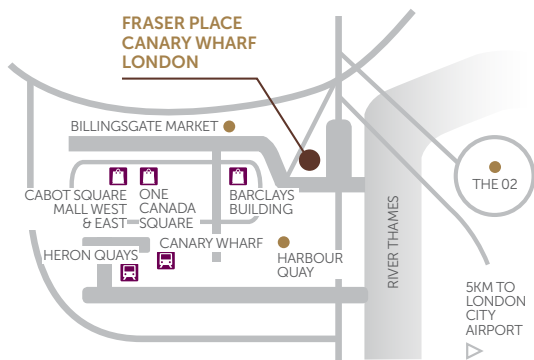 FRASER PLACE
CANARY WHARF
LONDON
BILLINGSGATE MARKET
CABOT SQUARE
MALL WEST
& EAST
ONE
CANADA
SQUARE
BARCLAYS
BUILDING
THE 02
CANARY WHARF
HERON QUAYS
HARBOUR
QUAY
RIVER THAMES
5KM TO
LONDON
CITY
AIRPORT